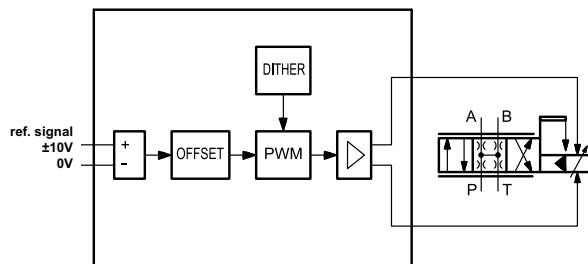 DITHER
A B
ref. signal
±10V
0V
+
-
OFFSET
PWM
P T